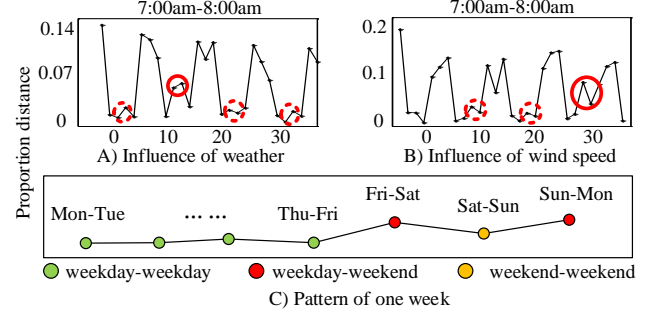 7:00am-8:00am
7:00am-8:00am
Proportion distance
0.14
0.07
0
0 10 20 30
A) Influence of weather
0.2
0.1
0
0 10 20 30
B) Influence of wind speed
Mon-Tue
... ...
Thu-Fri
Fri-Sat
Sat-Sun
Sun-Mon
weekday-weekday
weekday-weekend
weekend-weekend
C) Pattern of one week